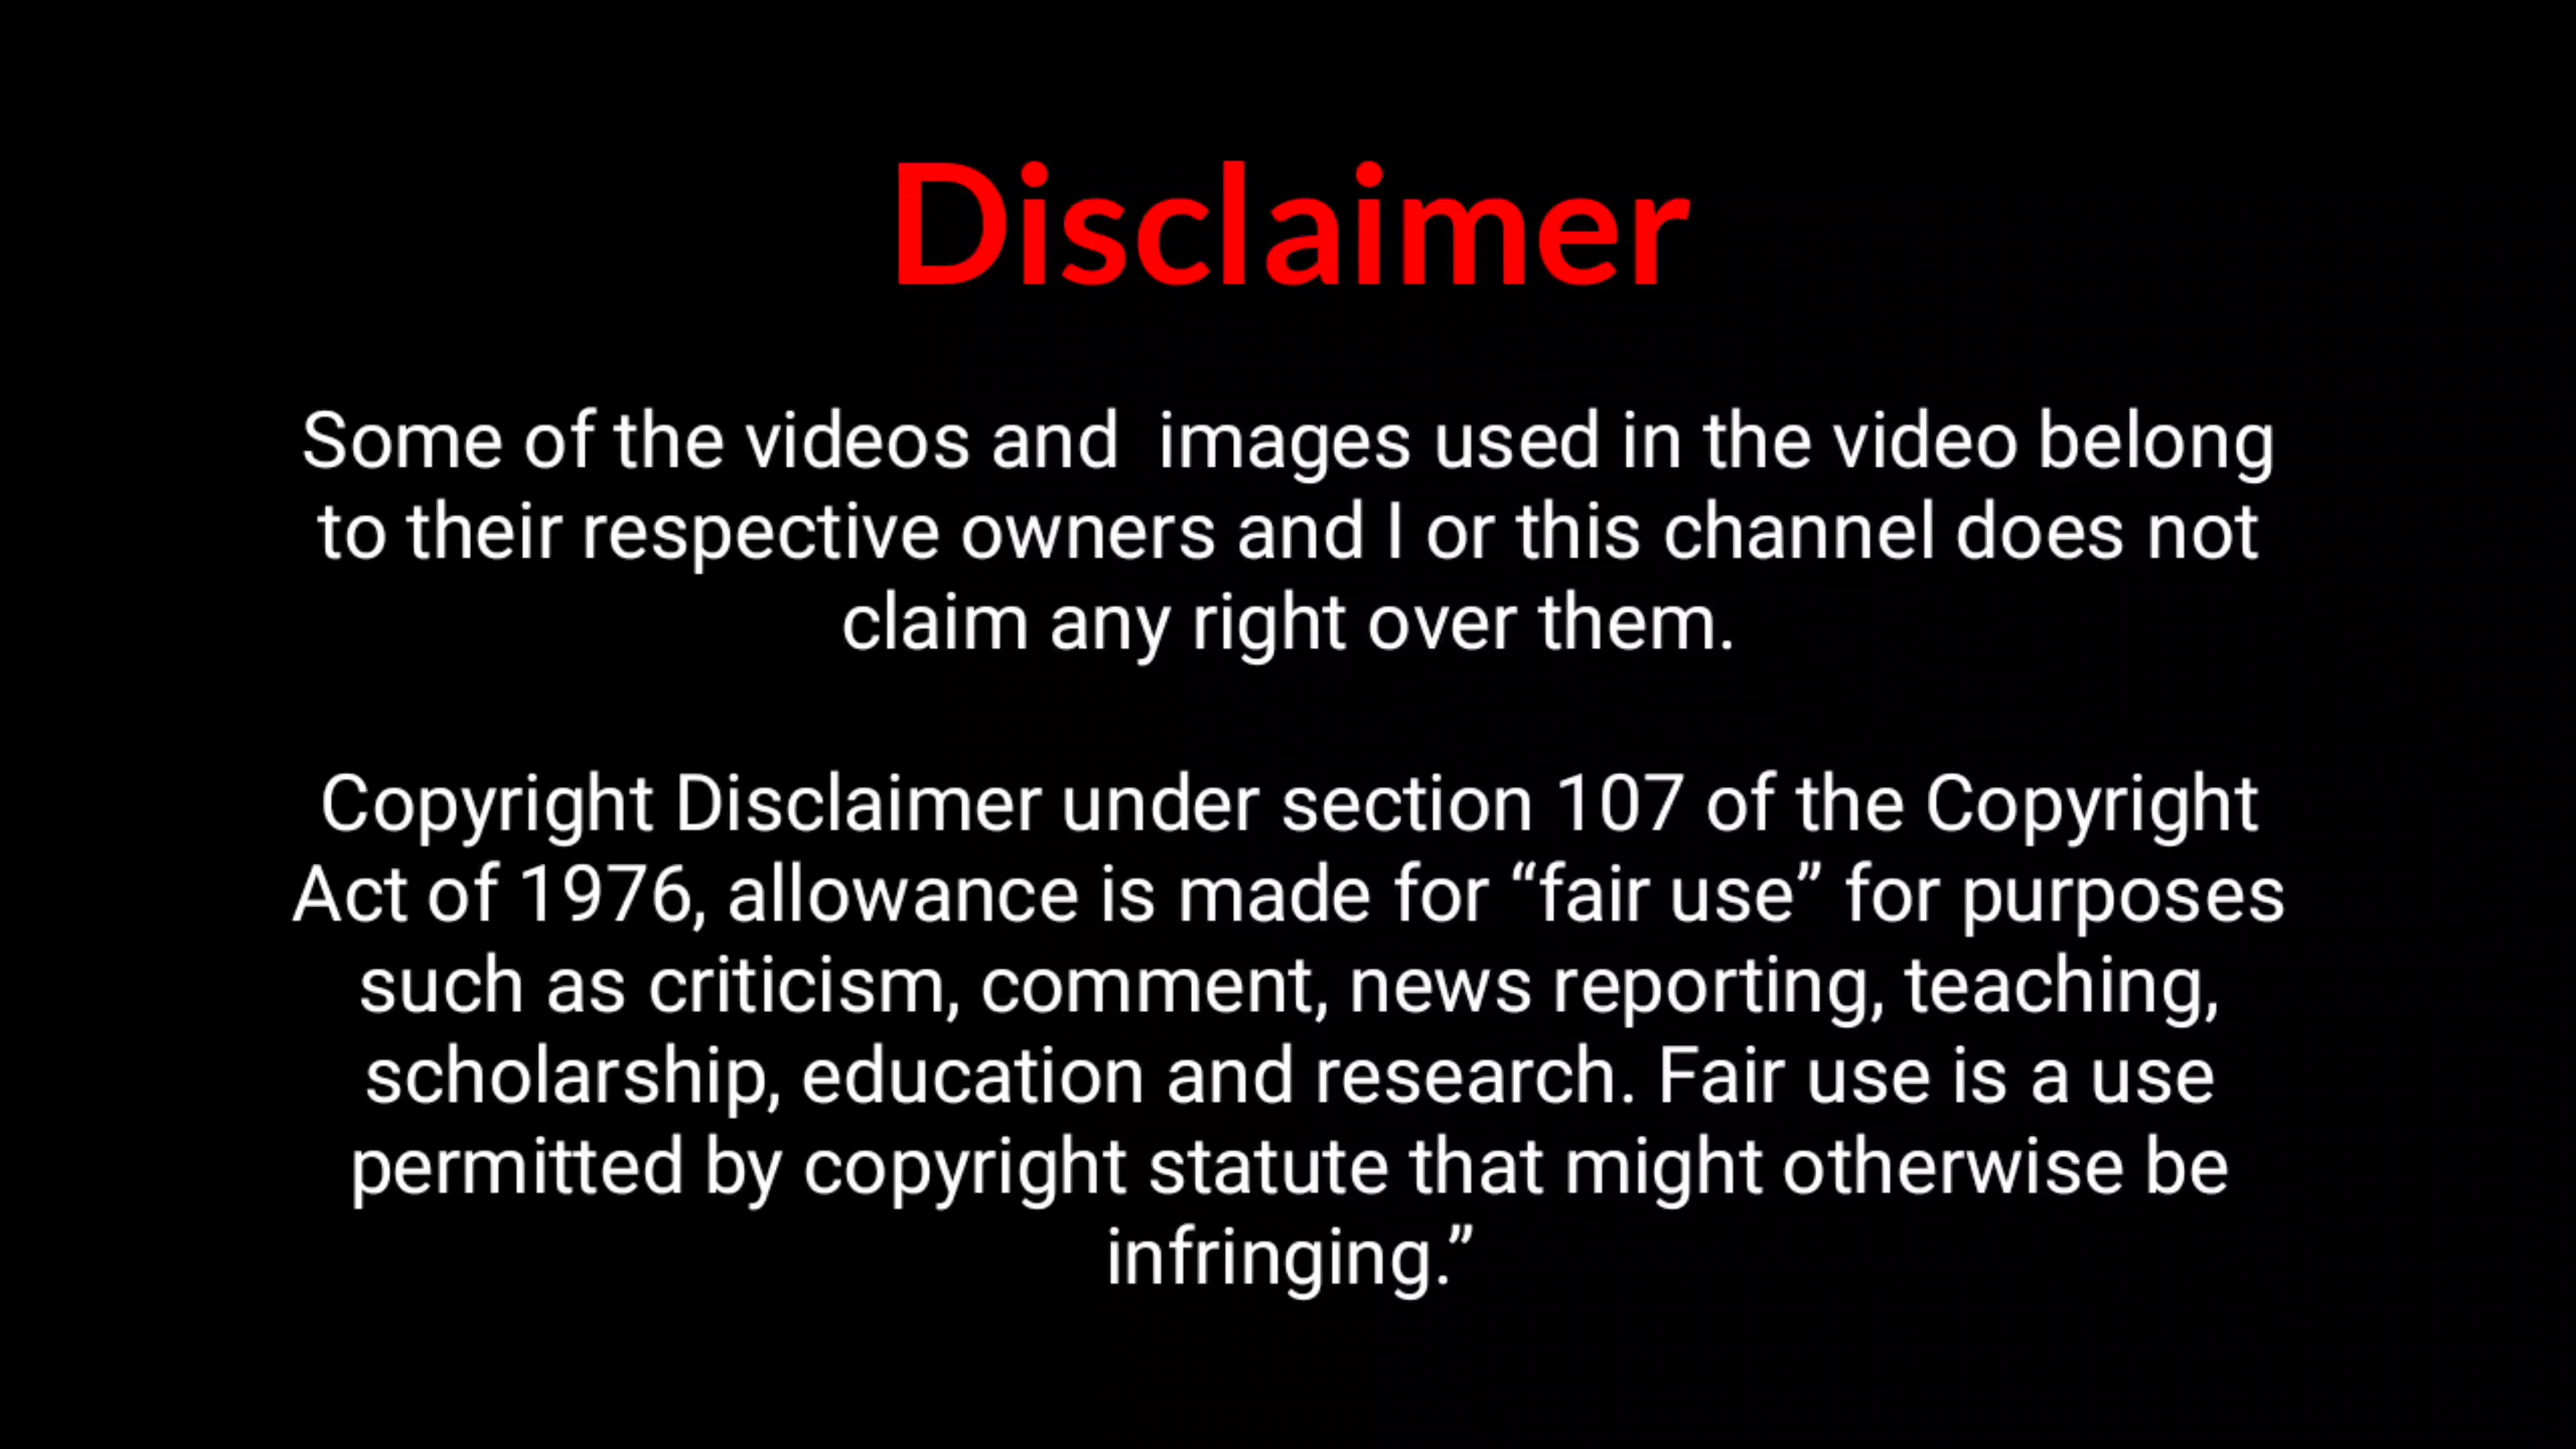 Disclaimer
Some of the videos and  images used in the video belong
to their respective owners and I or this channel does not
claim any right over them.
Copyright Disclaimer under section 107 of the Copyright
Act of 1976, allowance is made for “fair use” for purposes
such as criticism, comment, news reporting, teaching,
scholarship, education and research. Fair use is a use
permitted by copyright statute that might otherwise be
infringing.”